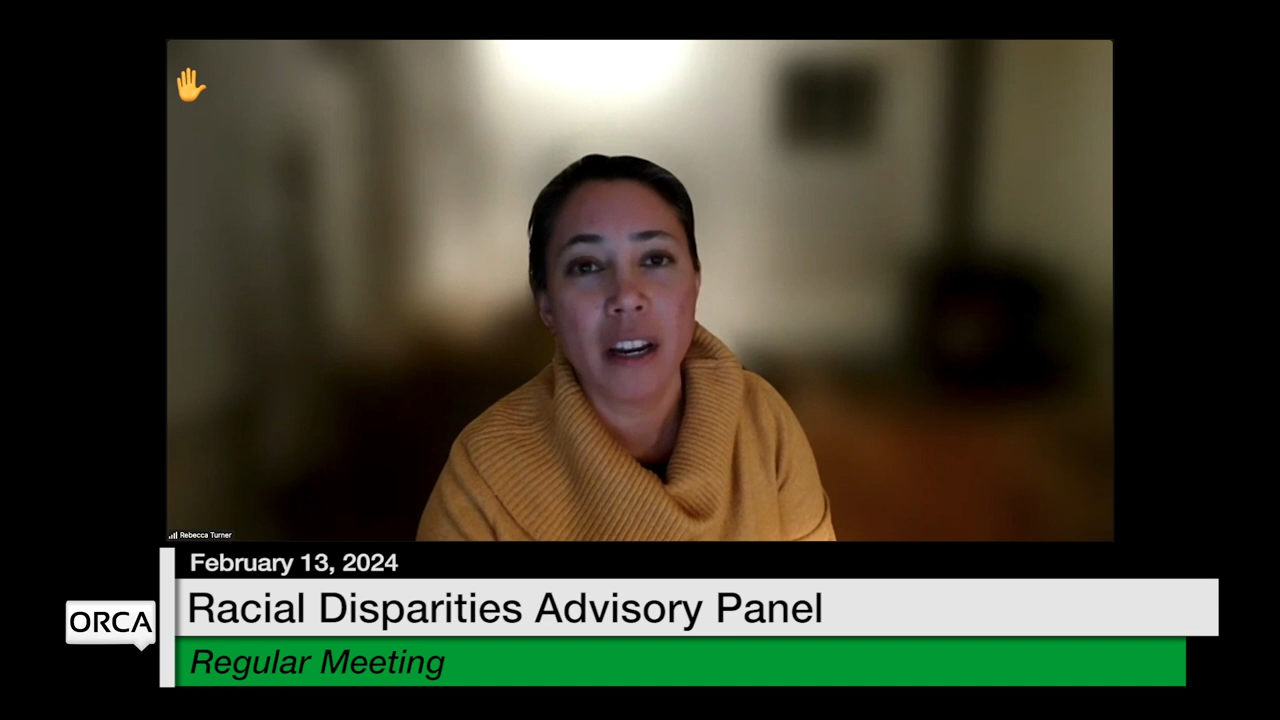 Rebecca Turner
February 13, 2024
Racial Disparities Advisory Panel
ORCA
Regular Meeting